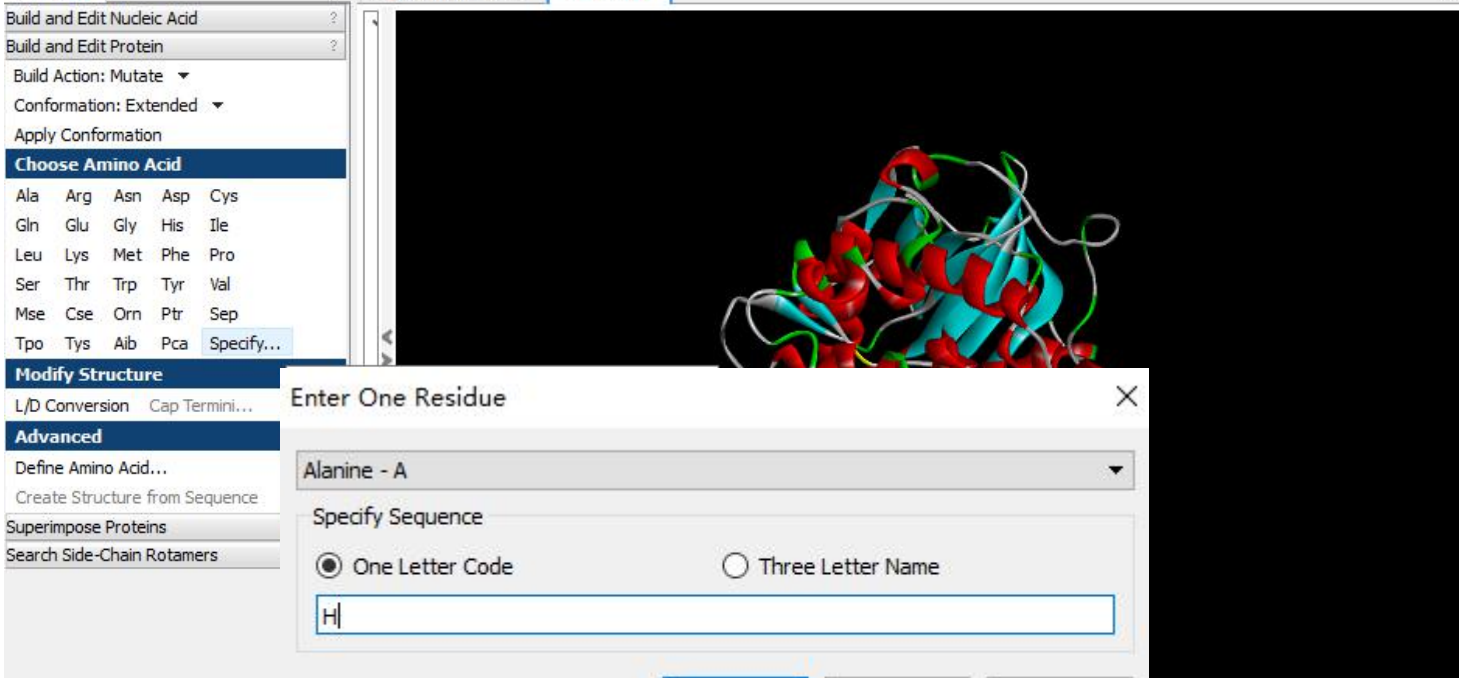 Build and Edit Nucleic Acid ?
Build and Edit Protein ?
Build Action: Mutate
Conformation: Extended
Apply Conformation
Choose Amino Acid
Ala Arg Asn Asp Cys
Gln Glu Gly His Ile
Leu Lys Met Phe Pro
Ser Thr Trp Tyr Val
Mse Cse Orn Ptr Sep
Tpo Tys Aib Pca Specify...
Modify Structure
L/D Conversion Cap Termini...
Advanced
Define Amino Acid...
Create Structure from Sequence
Superimpose Proteins
Search Side-Chain Rotamers
Enter One Residue
Alanine - A
Specify Sequence
One Letter Code Three Letter Name
H